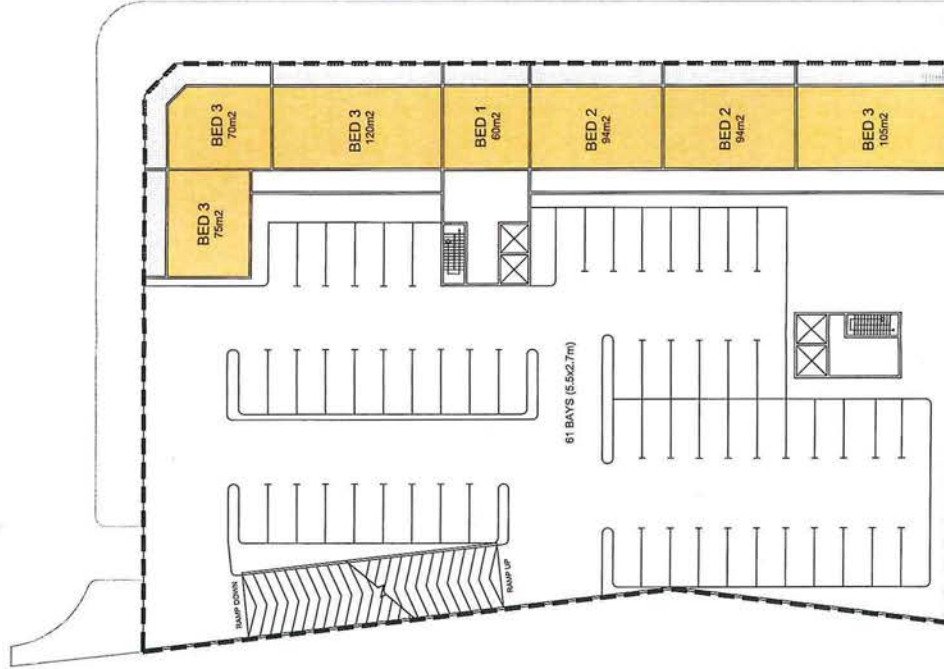 BED 3
70m2
BED 3
120m2
BED 1
60m2
BED 2
94m2
BED 2
94m2
BED 3
105m2
BED 3
75m2
61 BAYS (5.5x2.7m)
RAMP DOWN
RAMP UP